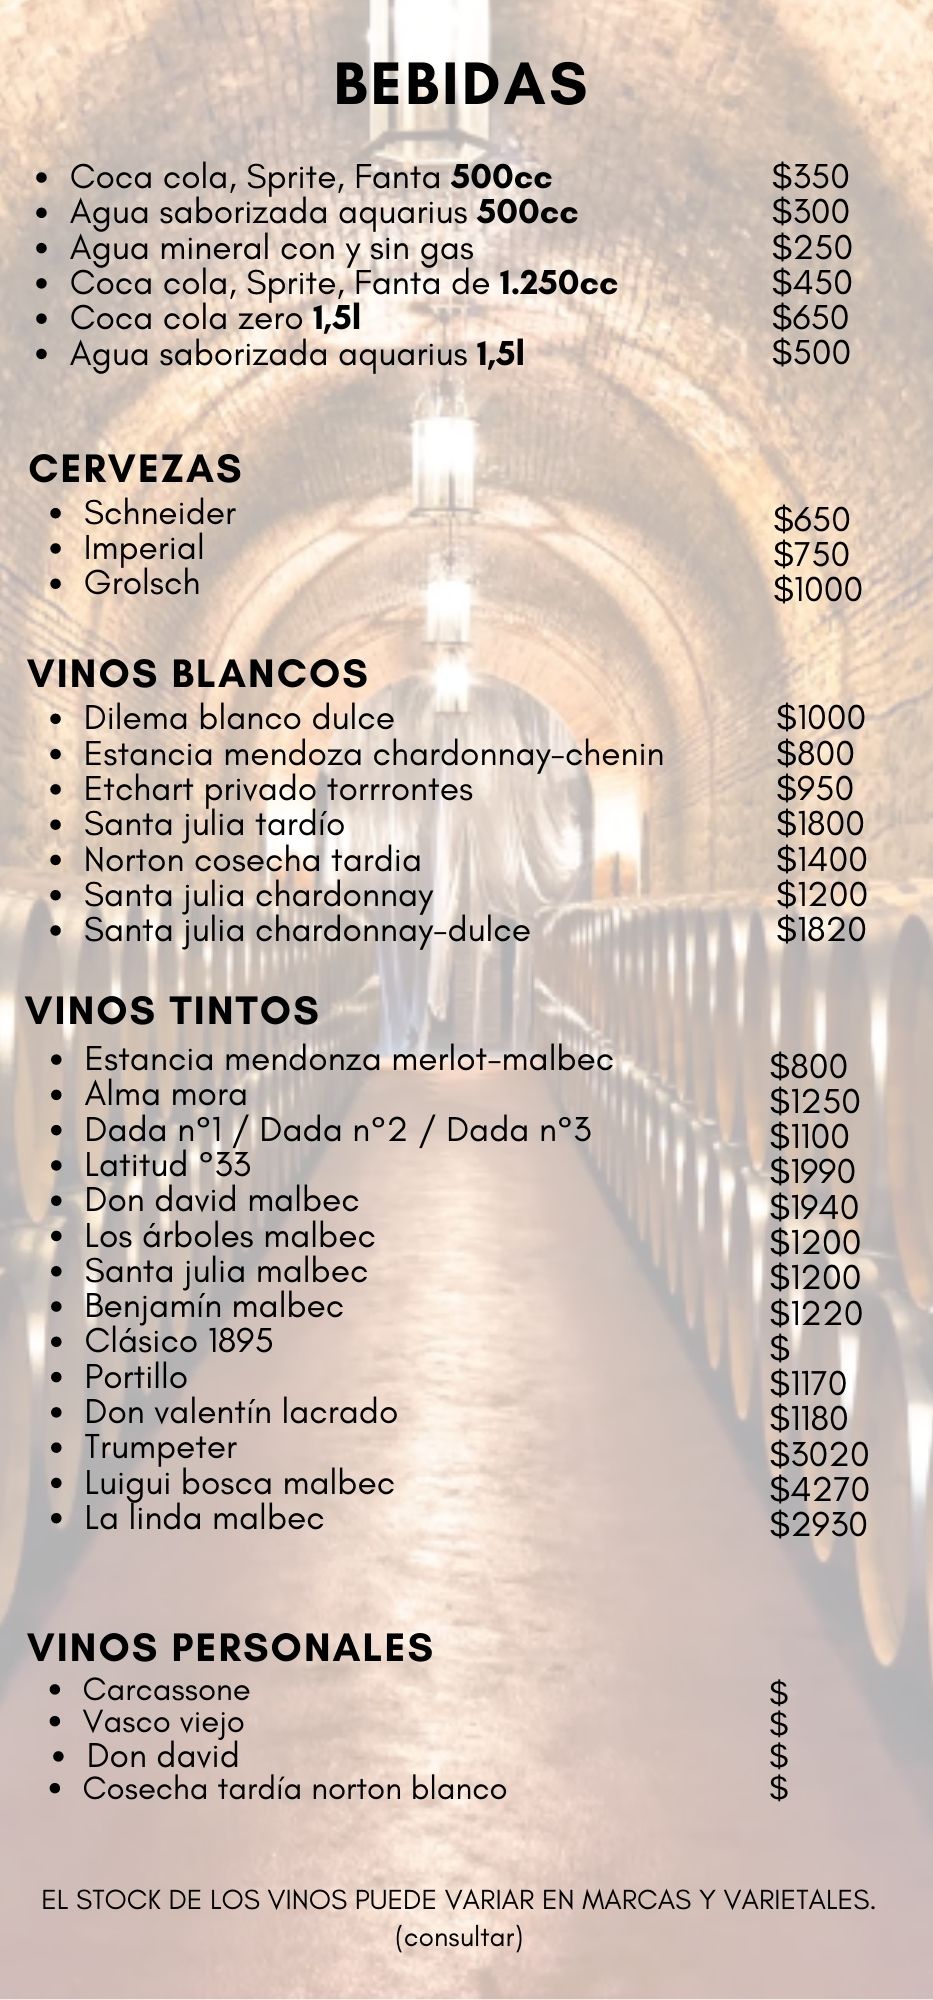 BEBIDAS
• Coca cola, Sprite, Fanta 500cc $350
• Agua saborizada aquarius 500cc $300
• Agua mineral con y sin gas $250
• Coca cola, Sprite, Fanta de 1.250cc $450
• Coca cola zero 1,5l $650
• Agua saborizada aquarius 1,5l $500
CERVEZAS
• Schneider $650
• Imperial $750
• Grolsch $1000
VINOS BLANCOS
• Dilema blanco dulce $1000
• Estancia mendoza chardonnay-chenin $800
• Etchart privado torrrontes $950
• Santa julia tardío $1800
• Norton cosecha tardia $1400
• Santa julia chardonnay $1200
• Santa julia chardonnay-dulce $1820
VINOS TINTOS
• Estancia mendonza merlot-malbec $800
• Alma mora $1250
• Dada n°1 / Dada n°2 / Dada n°3 $1100
• Latitud °33 $1990
• Don david malbec $1940
• Los árboles malbec $1200
• Santa julia malbec $1200
• Benjamín malbec $1220
• Clásico 1895 $
• Portillo $1170
• Don valentín lacrado $1180
• Trumpeter $3020
• Luigui bosca malbec $4270
• La linda malbec $2930
VINOS PERSONALES
• Carcassone $
• Vasco viejo $
• Don david $
• Cosecha tardía norton blanco $
EL STOCK DE LOS VINOS PUEDE VARIAR EN MARCAS Y VARIETALES.
(consultar)